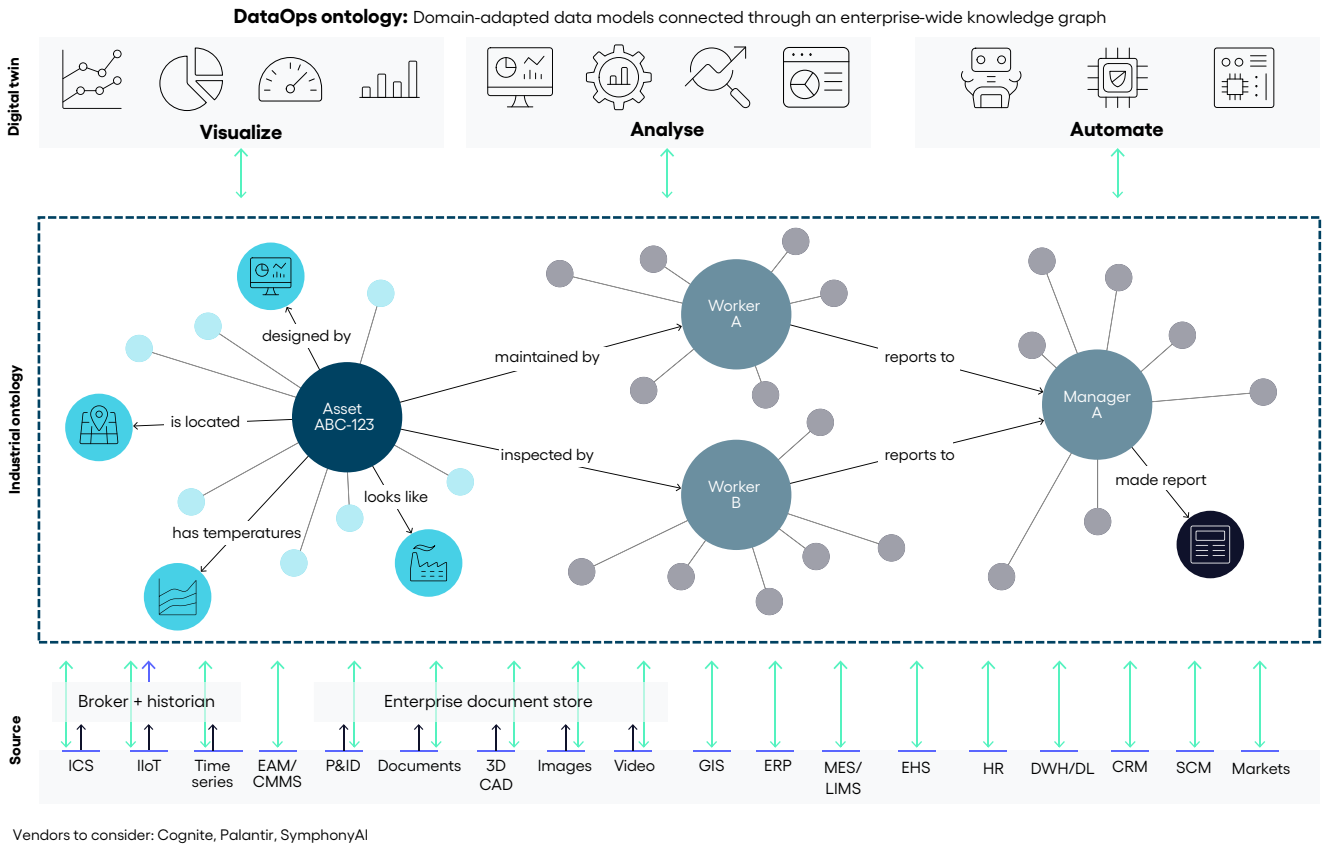 DataOps ontology: Domain-adapted data models connected through an enterprise-wide knowledge graph
Digital twin
Visualize
Analyse
Automate
Industrial ontology
designed by
is located
has temperatures
looks like
Asset
ABC-123
maintained by
inspected by
Worker
A
Worker
B
reports to
reports to
Manager
A
made report
Source
Broker + historian
Enterprise document store
ICS
IIoT
Time
series
EAM/
CMMS
P&ID
Documents
3D
CAD
Images
Video
GIS
ERP
MES/
LIMS
EHS
HR
DWH/DL
CRM
SCM
Markets
Vendors to consider: Cognite, Palantir, SymphonyAI